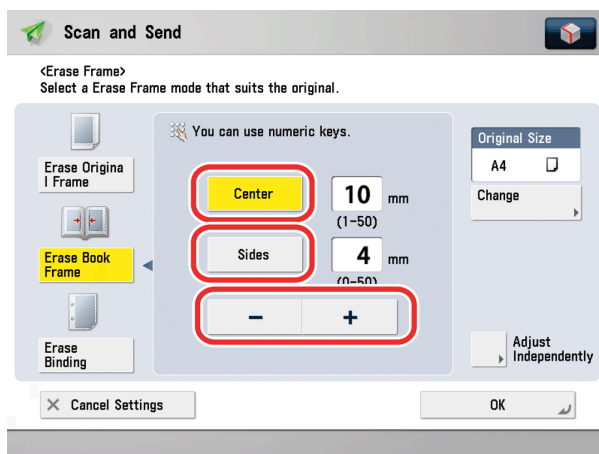 Scan and Send
<Erase Frame>
Select a Erase Frame mode that suits the original.
Erase Origina
l Frame
Erase Book
Frame
Erase
Binding
You can use numeric keys.
Center
10 mm
(1-50)
Sides
4 mm
(0-50)
− +
Original Size
A4
Change
Adjust
Independently
× Cancel Settings
OK